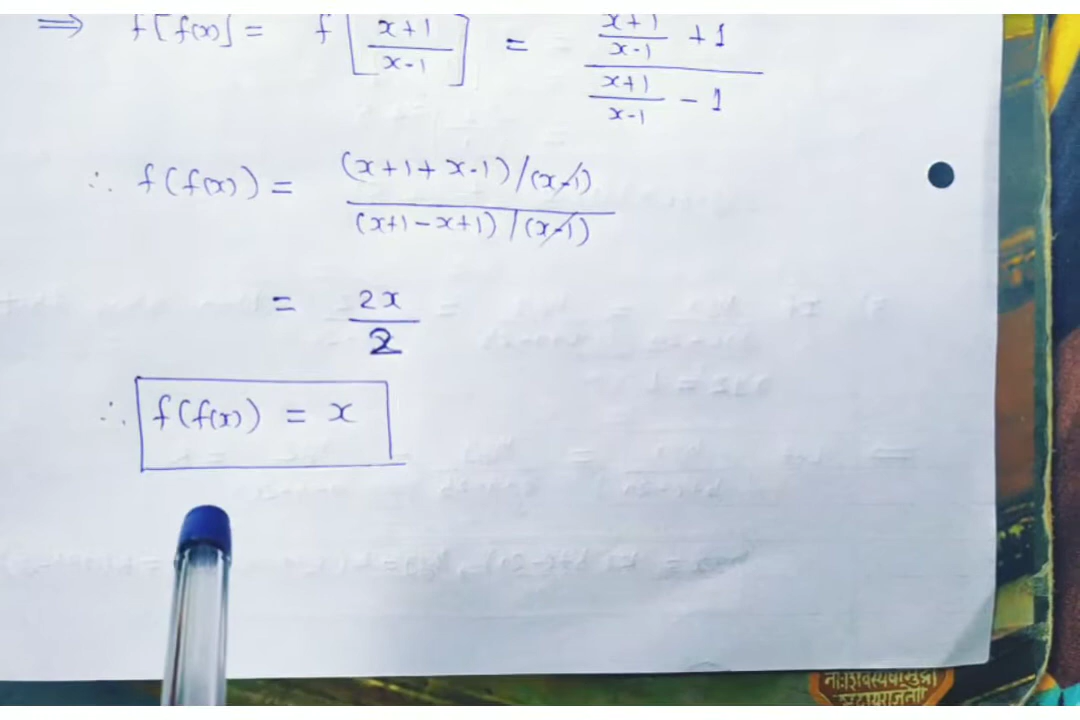 ⟹ f[f(x)] = f[(x+1)/(x-1)] = ((x+1)/(x-1) + 1)/((x+1)/(x-1) - 1)
∴ f(f(x)) = ((x+1+x-1)/(x-1))/((x+1-x+1)/(x-1))
= 2x/2
∴ f(f(x)) = x